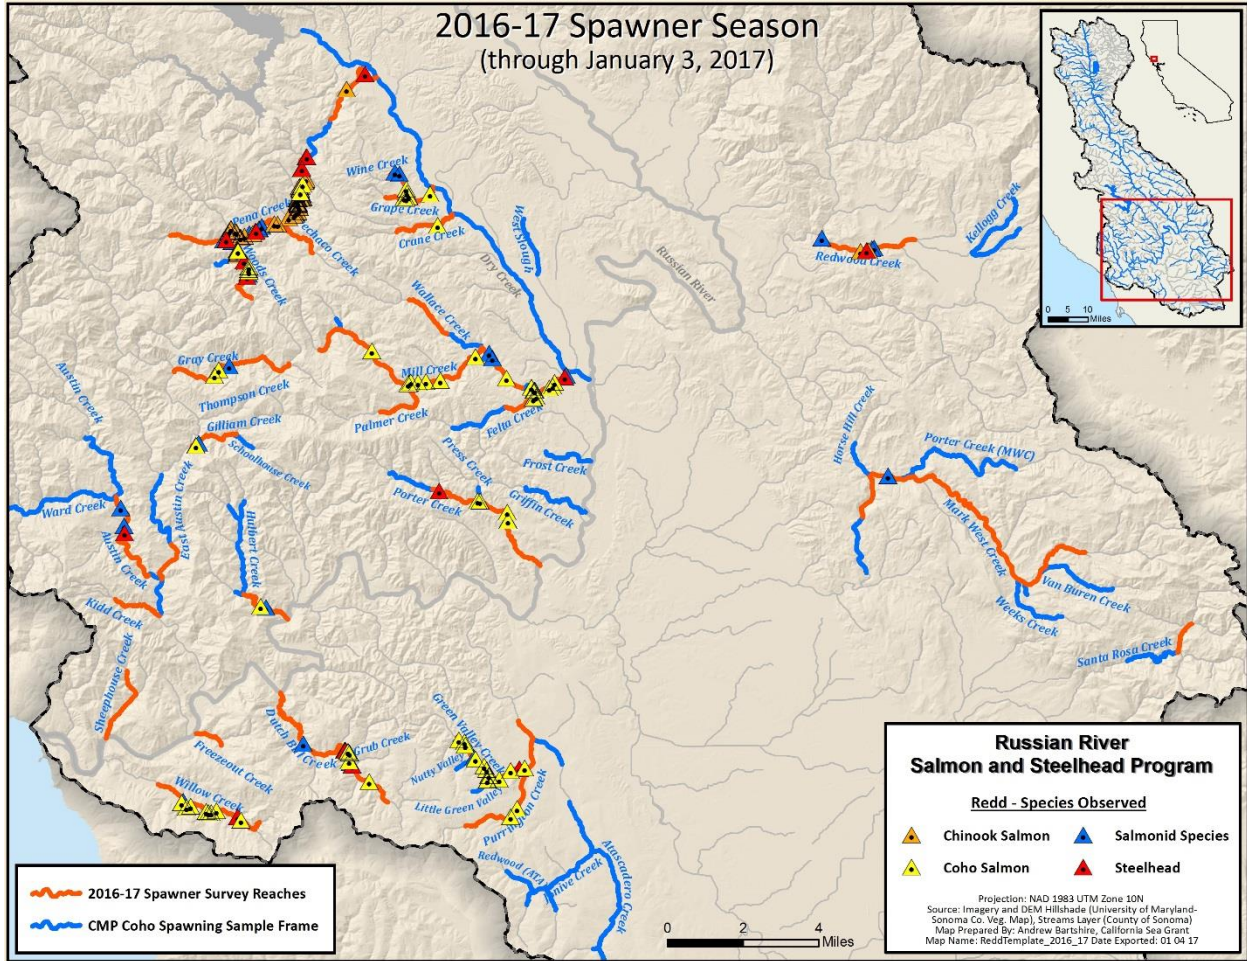 2016-17 Spawner Season
(through January 3, 2017)
Wine Creek
Grape Creek
Crane Creek
Pena Creek
Pechaco Creek
Woods Creek
West Slough
Dry Creek
Russian River
Redwood Creek
Kellogg Creek
0 5 10
Miles
Wallace Creek
Gray Creek
Mill Creek
Austin Creek
Thompson Creek
Palmer Creek
Felta Creek
Gilliam Creek
Schoolhouse Creek
Press Creek
Frost Creek
Horse Hill Creek
Porter Creek (MWC)
Ward Creek
East Austin Creek
Porter Creek
Griffin Creek
Hulbert Creek
Austin Creek
Mark West Creek
Kidd Creek
Van Buren Creek
Weeks Creek
Santa Rosa Creek
Sheephouse Creek
Dutch Bill Creek
Grub Creek
Green Valley Creek
Nutty Valley
Freezeout Creek
Willow Creek
Little Green Valley
Purrington Creek
Redwood (ATA)
Atascadero Creek
2016-17 Spawner Survey Reaches
CMP Coho Spawning Sample Frame
0 2 4
Miles
Russian River
Salmon and Steelhead Program
Redd - Species Observed
Chinook Salmon
Salmonid Species
Coho Salmon
Steelhead
Projection: NAD 1983 UTM Zone 10N
Source: Imagery and DEM Hillshade (University of Maryland-
Sonoma Co. Veg. Map), Streams Layer (County of Sonoma)
Map Prepared By: Andrew Bartshire, California Sea Grant
Map Name: ReddTemplate_2016_17 Date Exported: 01 04 17